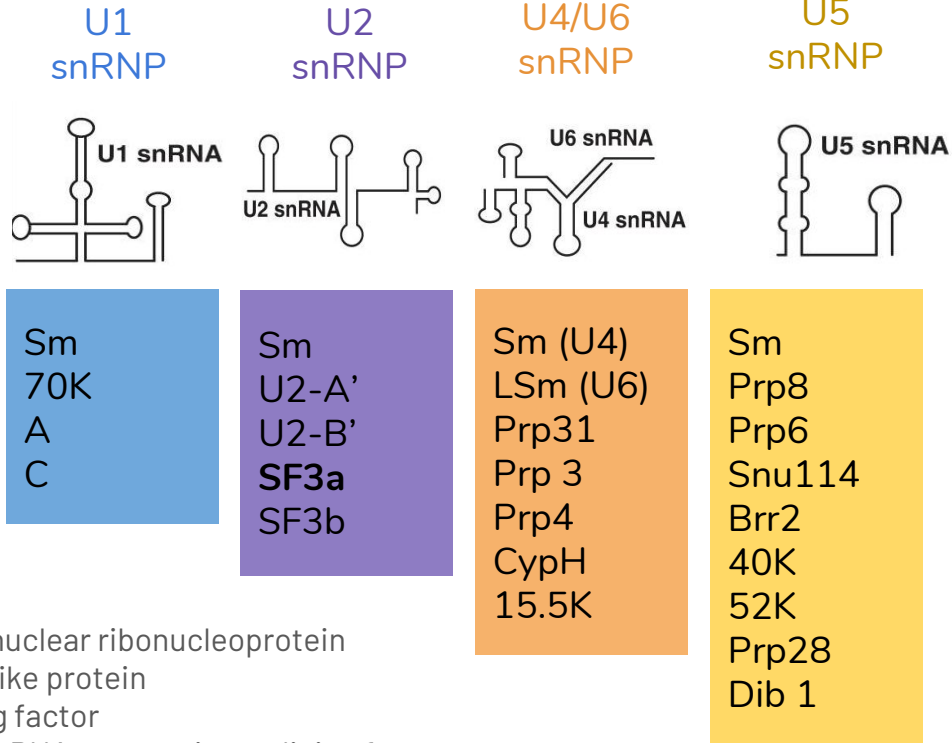 U1
snRNP
U2
snRNP
U4/U6
snRNP
U5
snRNP
U1 snRNA
U2 snRNA
U6 snRNA
U4 snRNA
U5 snRNA
Sm
70K
A
C
Sm
U2-A’
U2-B’
SF3a
SF3b
Sm (U4)
LSm (U6)
Prp31
Prp 3
Prp4
CypH
15.5K
Sm
Prp8
Prp6
Snu114
Brr2
40K
52K
Prp28
Dib 1
nuclear ribonucleoprotein
ike protein
g factor